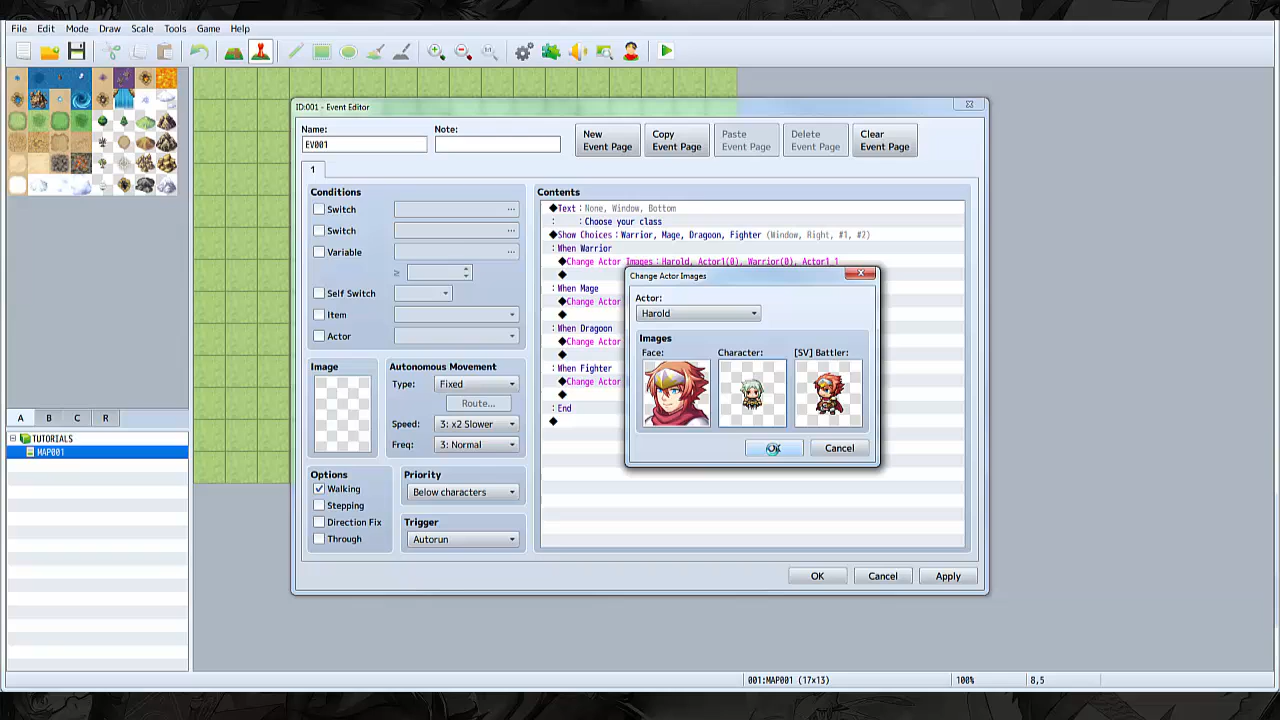 File Edit Mode Draw Scale Tools Game Help
ID:001 - Event Editor
Name:
Note:
EV001
New Event Page
Copy Event Page
Paste Event Page
Delete Event Page
Clear Event Page
1
Conditions
Switch
Switch
Variable
≥
Self Switch
Item
Actor
Image
Autonomous Movement
Type: Fixed
Route...
Speed: 3: x2 Slower
Freq: 3: Normal
Options
Walking
Stepping
Direction Fix
Through
Priority
Below characters
Trigger
Autorun
Contents
◆Text：None, Window, Bottom
: ：Choose your class
◆Show Choices：Warrior, Mage, Dragoon, Fighter (Window, Right, #1, #2)
: When Warrior
◆Change Actor Images：Harold, Actor1(0), Warrior(0), Actor1_1
◆
: When Mage
◆Change Actor
◆
: When Dragoon
◆Change Actor
◆
: When Fighter
◆Change Actor
◆
: End
◆
Change Actor Images
Actor:
Harold
Images
Face:
Character:
[SV] Battler:
OK
Cancel
OK
Cancel
Apply
A B C R
TUTORIALS
MAP001
001:MAP001 (17x13)
100%
8,5